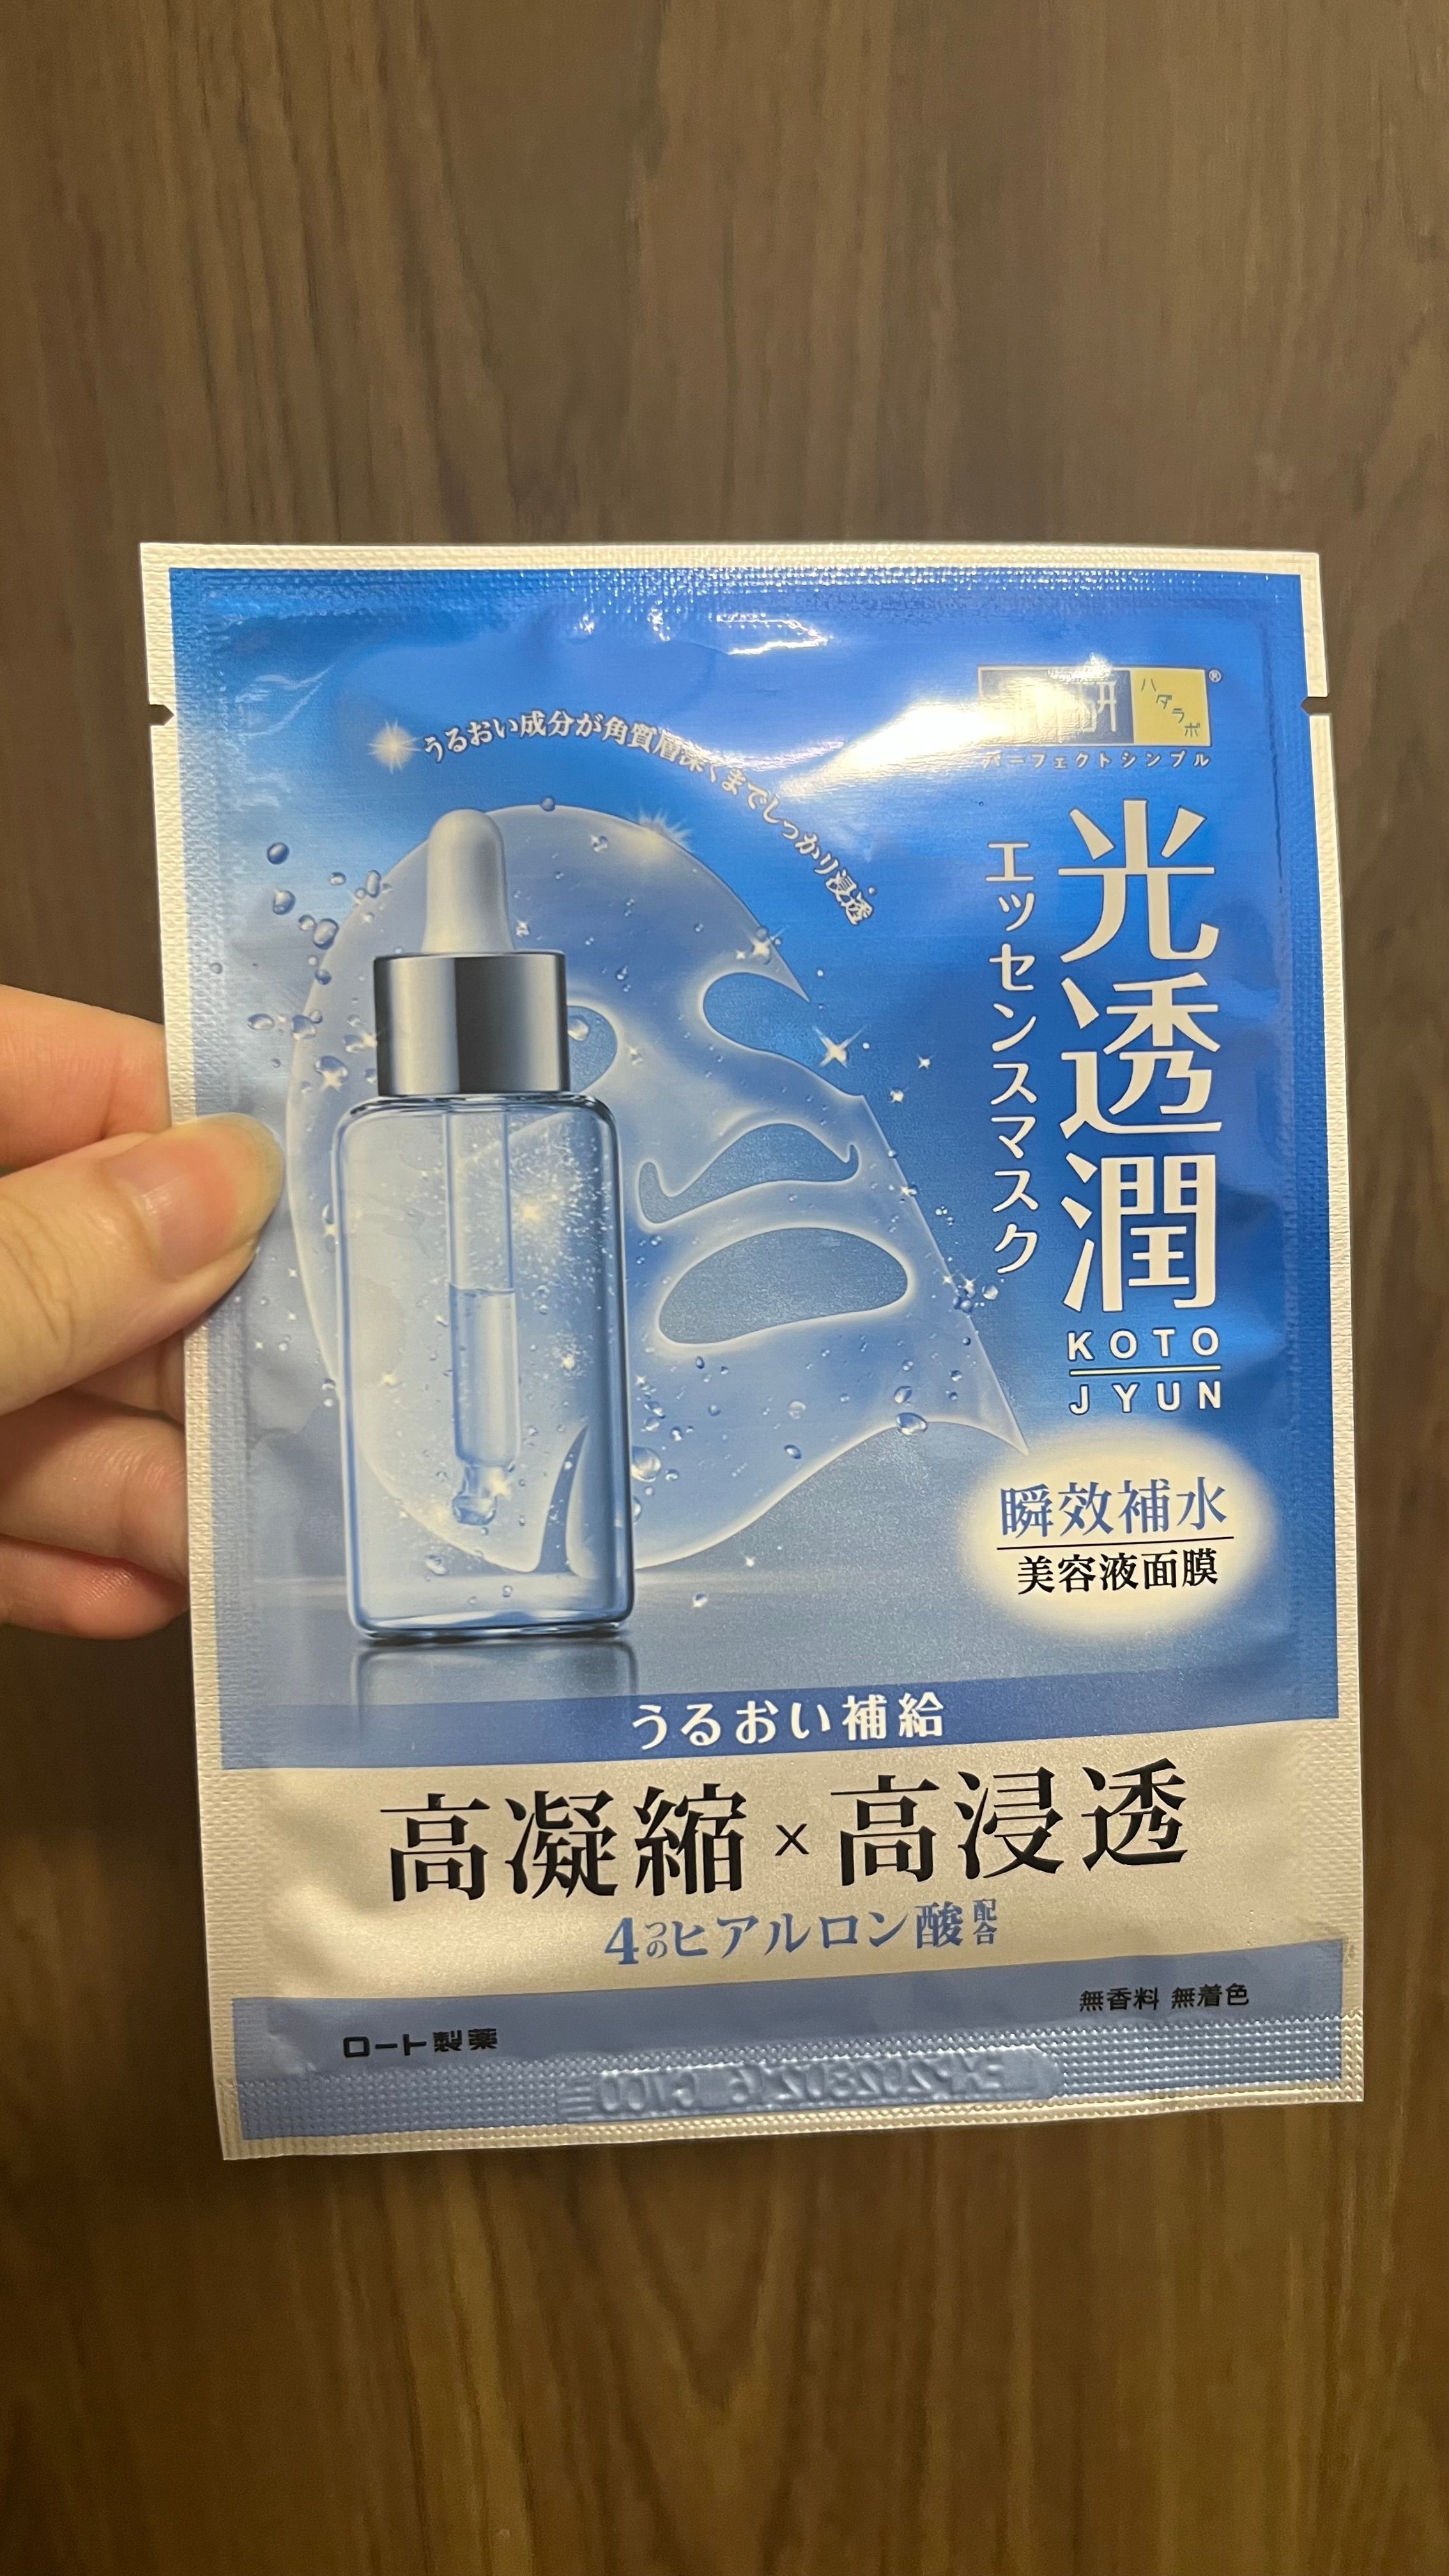 ハダラボ
®
パーフェクトシンプル
うるおい成分が角質層深くまでしっかり浸透
光透潤
エッセンスマスク
KOTO
JYUN
瞬效補水
美容液面膜
うるおい補給
高凝縮×高浸透
4つのヒアルロン酸配合
無香料 無着色
ロート製薬